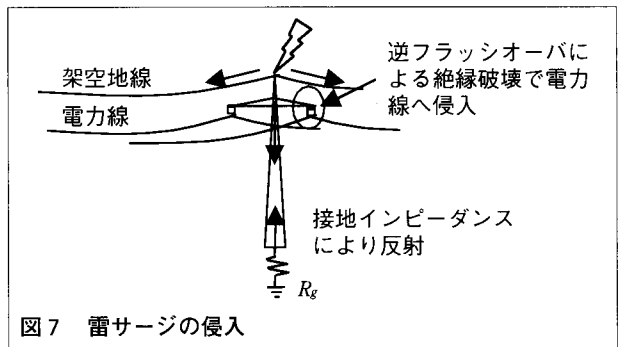 逆フラッシオーバに
よる絶縁破壊で電力
線へ侵入
架空地線
電力線
接地インピーダンス
により反射
Rg
図7 雷サージの侵入